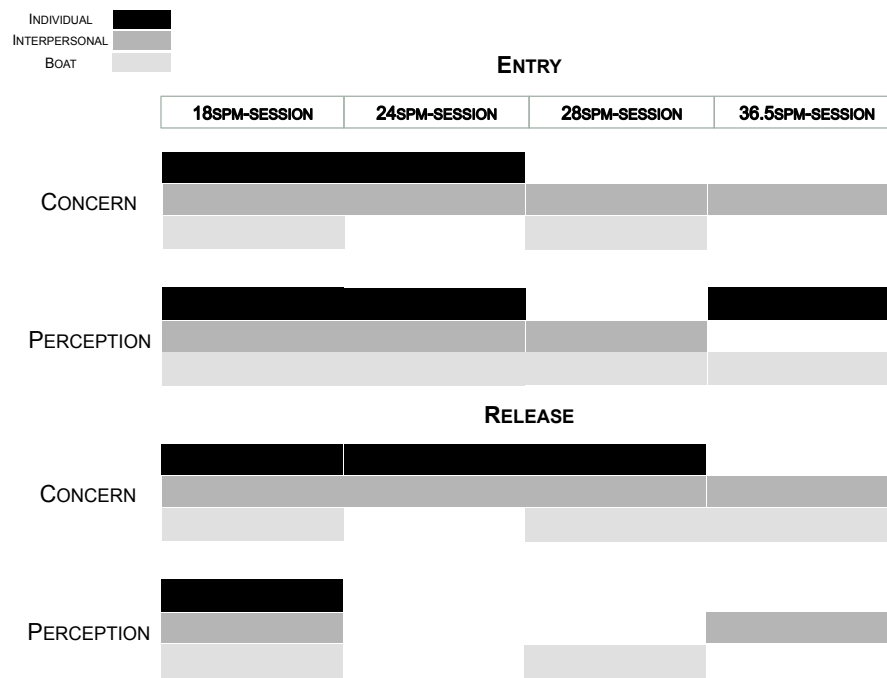 INDIVIDUAL
INTERPERSONAL
BOAT
ENTRY
18SPM-SESSION 24SPM-SESSION 28SPM-SESSION 36.5SPM-SESSION
CONCERN
PERCEPTION
RELEASE
CONCERN
PERCEPTION